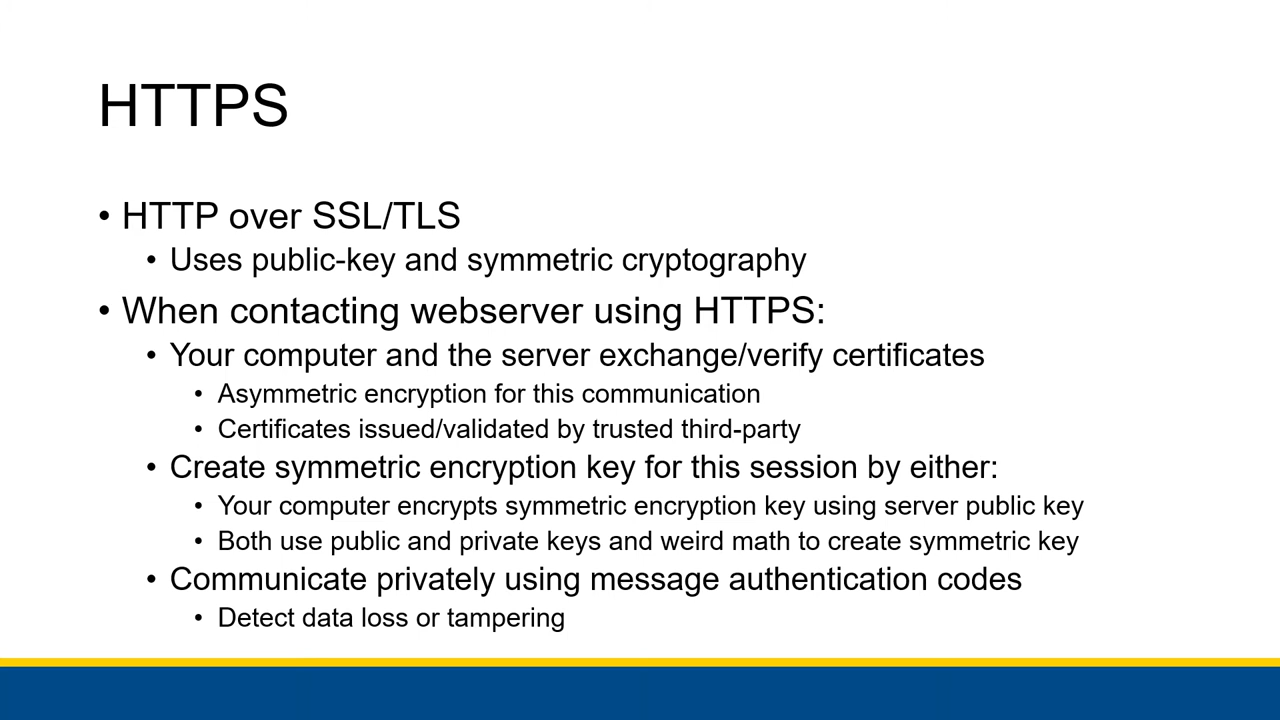 HTTPS
• HTTP over SSL/TLS
• Uses public-key and symmetric cryptography
• When contacting webserver using HTTPS:
• Your computer and the server exchange/verify certificates
• Asymmetric encryption for this communication
• Certificates issued/validated by trusted third-party
• Create symmetric encryption key for this session by either:
• Your computer encrypts symmetric encryption key using server public key
• Both use public and private keys and weird math to create symmetric key
• Communicate privately using message authentication codes
• Detect data loss or tampering